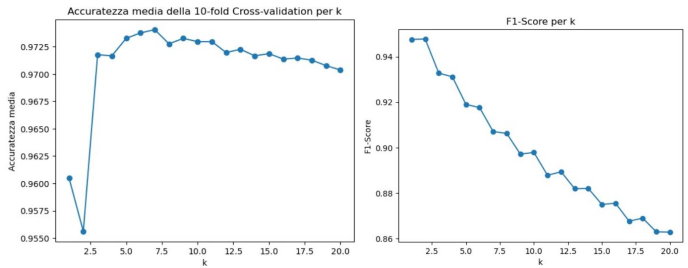 Accuratezza media della 10-fold Cross-validation per k
Accuratezza media
0.9725
0.9700
0.9675
0.9650
0.9625
0.9600
0.9575
0.9550
2.5 5.0 7.5 10.0 12.5 15.0 17.5 20.0
k
F1-Score per k
F1-Score
0.94
0.92
0.90
0.88
0.86
2.5 5.0 7.5 10.0 12.5 15.0 17.5 20.0
k